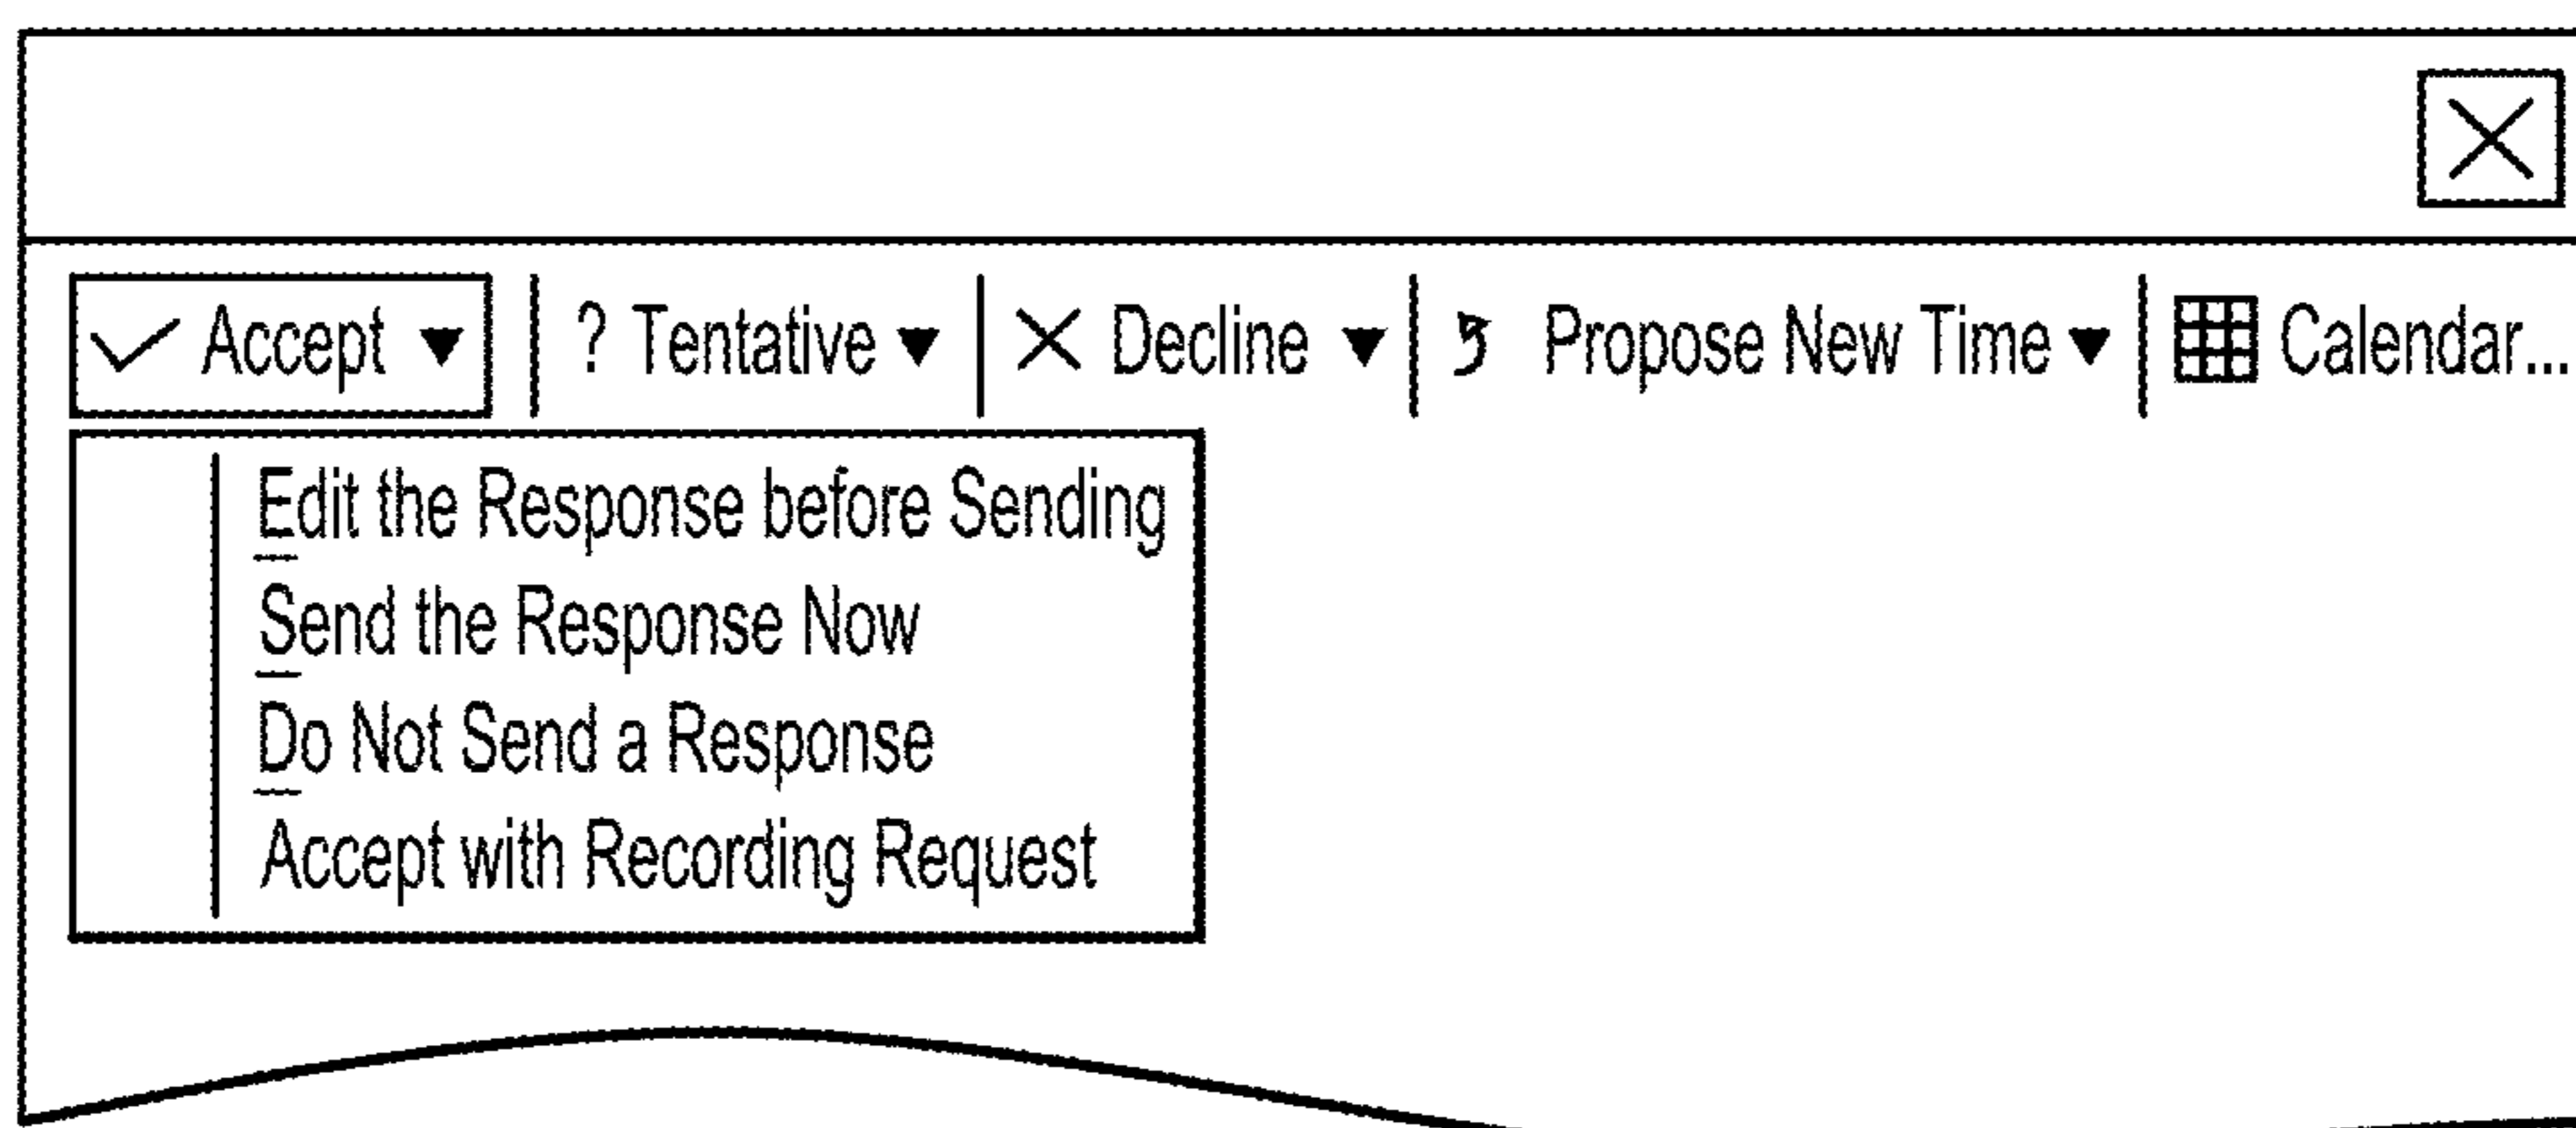 Accept ? Tentative Decline Propose New Time Calendar...
Edit the Response before Sending
Send the Response Now
Do Not Send a Response
Accept with Recording Request